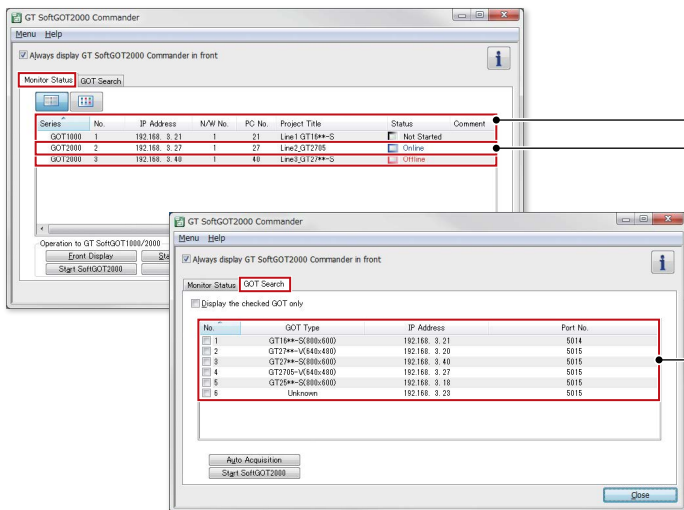 GT SoftGOT2000 Commander
Menu Help
Always display GT SoftGOT2000 Commander in front
Monitor Status GOT Search
Series No. IP Address N/W No. PC No. Project Title Status Comment
GOT1000 1 192.168. 3. 21 1 21 Line1 GT16**-S Not Started
GOT2000 2 192.168. 3. 27 1 27 Line2_GT2705 Online
GOT2000 3 192.168. 3. 40 1 40 Line3_GT27**-S Offline
Operation to GT SoftGOT1000/2000
Front Display
Start SoftGOT2000
GT SoftGOT2000 Commander
Menu Help
Always display GT SoftGOT2000 Commander in front
Monitor Status GOT Search
Display the checked GOT only
No. GOT Type IP Address Port No.
1 GT16**-S(800x600) 192.168. 3. 21 5014
2 GT27**-V(640x480) 192.168. 3. 20 5015
3 GT27**-S(800x600) 192.168. 3. 40 5015
4 GT2705-V(640x480) 192.168. 3. 27 5015
5 GT25**-S(800x600) 192.168. 3. 18 5015
6 Unknown 192.168. 3. 23 5015
Auto Acquisition
Start SoftGOT2000
Close